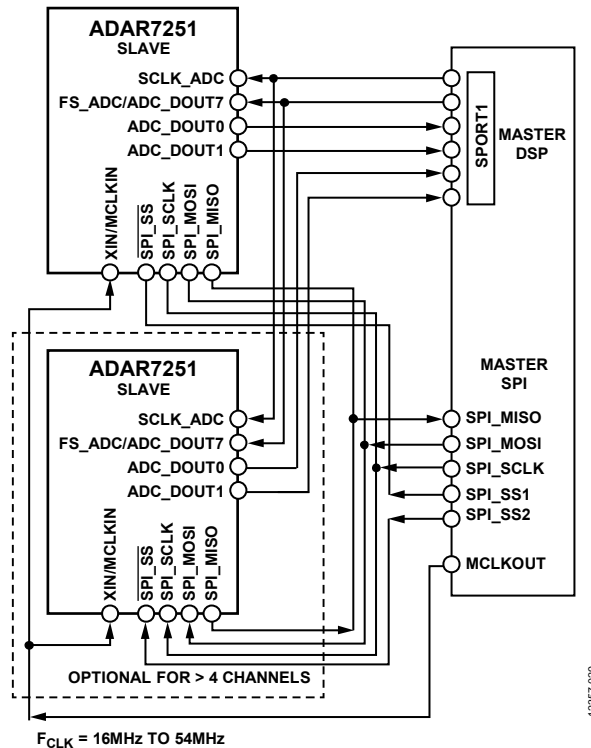 ADAR7251
SLAVE
SCLK_ADC
FS_ADC/ADC_DOUT7
ADC_DOUT0
ADC_DOUT1
XIN/MCLKIN
SPI_SS
SPI_SCLK
SPI_MOSI
SPI_MISO
SPORT1
MASTER
DSP
ADAR7251
SLAVE
SCLK_ADC
FS_ADC/ADC_DOUT7
ADC_DOUT0
ADC_DOUT1
XIN/MCLKIN
SPI_SS
SPI_SCLK
SPI_MOSI
SPI_MISO
OPTIONAL FOR > 4 CHANNELS
MASTER
SPI
SPI_MISO
SPI_MOSI
SPI_SCLK
SPI_SS1
SPI_SS2
MCLKOUT
FCLK = 16MHz TO 54MHz